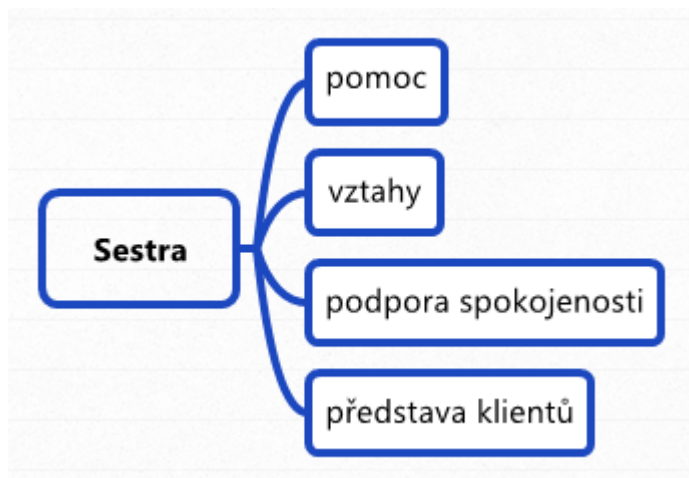 Sestra
pomoc
vztahy
podpora spokojenosti
představa klientů